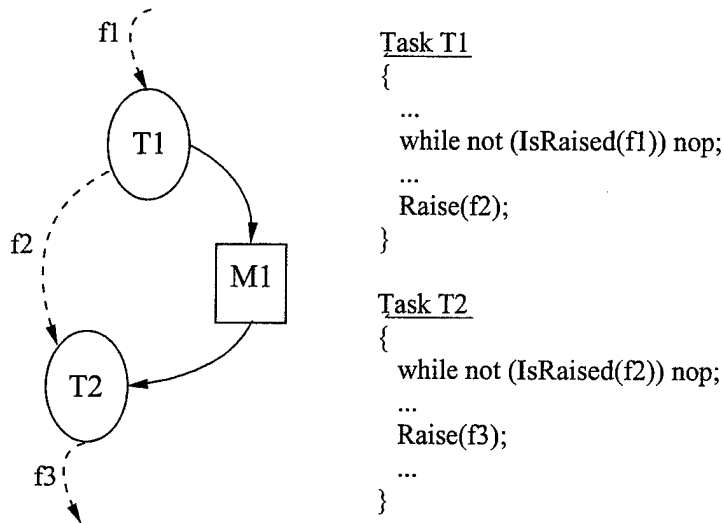 f1
T1
f2
M1
T2
f3
Task T1
{
...
while not (IsRaised(f1)) nop;
...
Raise(f2);
}
Task T2
{
while not (IsRaised(f2)) nop;
...
Raise(f3);
...
}